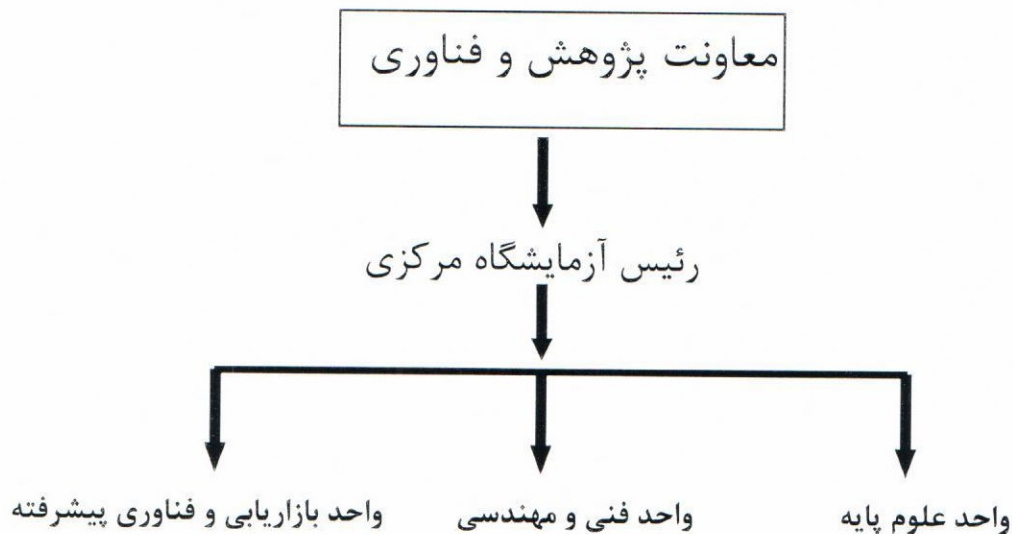 معاونت پژوهش و فناوری
رئیس آزمایشگاه مرکزی
واحد علوم پایه
واحد فنی و مهندسی
واحد بازاریابی و فناوری پیشرفته